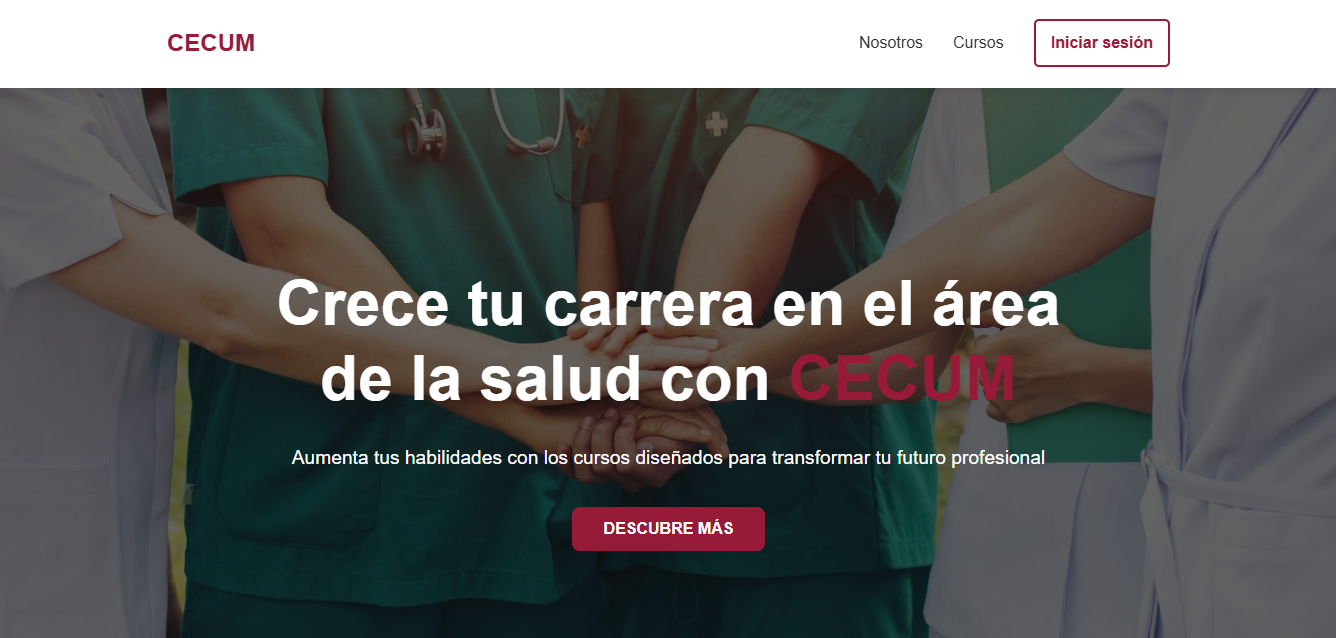 CECUM
Nosotros
Cursos
Iniciar sesión
Crece tu carrera en el área
de la salud con CECUM
Aumenta tus habilidades con los cursos diseñados para transformar tu futuro profesional
DESCUBRE MÁS